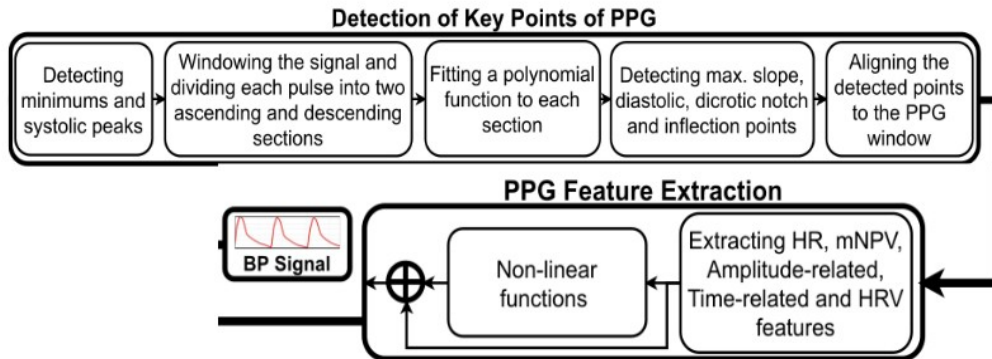 Detection of Key Points of PPG
Detecting
minimums and
systolic peaks
Windowing the signal and
dividing each pulse into two
ascending and descending
sections
Fitting a polynomial
function to each
section
Detecting max. slope,
diastolic, dicrotic notch
and inflection points
Aligning the
detected points
to the PPG
window
PPG Feature Extraction
BP Signal
Non-linear
functions
Extracting HR, mNPV,
Amplitude-related,
Time-related and HRV
features